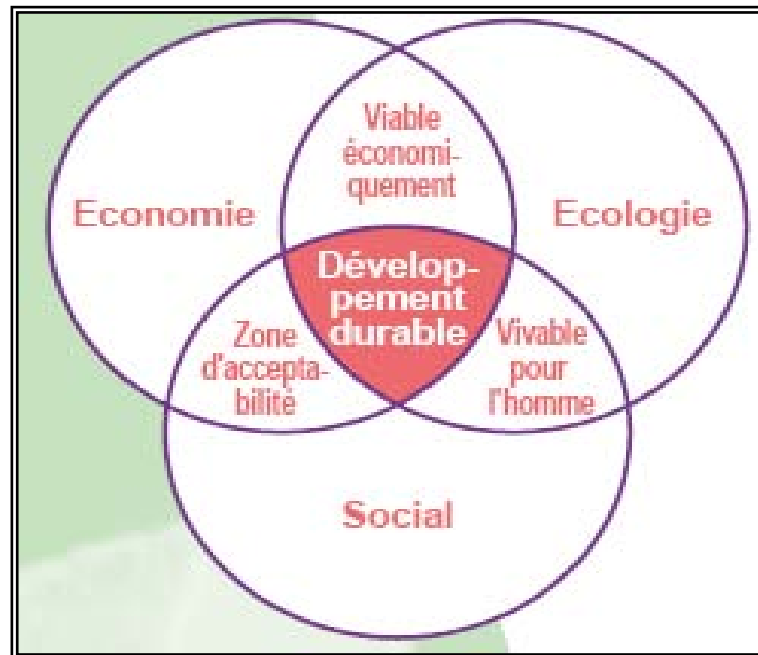 Viable
économi-
quement
Economie
Ecologie
Dévelop-
pement
durable
Zone
d'accepta-
bilité
Vivable
pour
l'homme
Social